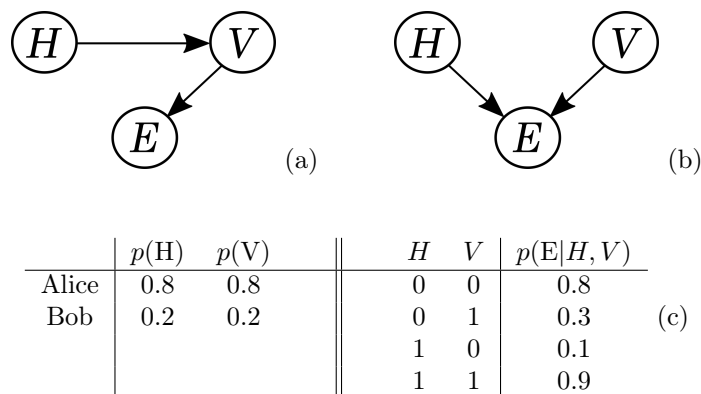 H V H V
E E
(a) (b)
p(H) p(V) H V p(E|H, V)
Alice 0.8 0.8 0 0 0.8
Bob 0.2 0.2 0 1 0.3 (c)
1 0 0.1
1 1 0.9